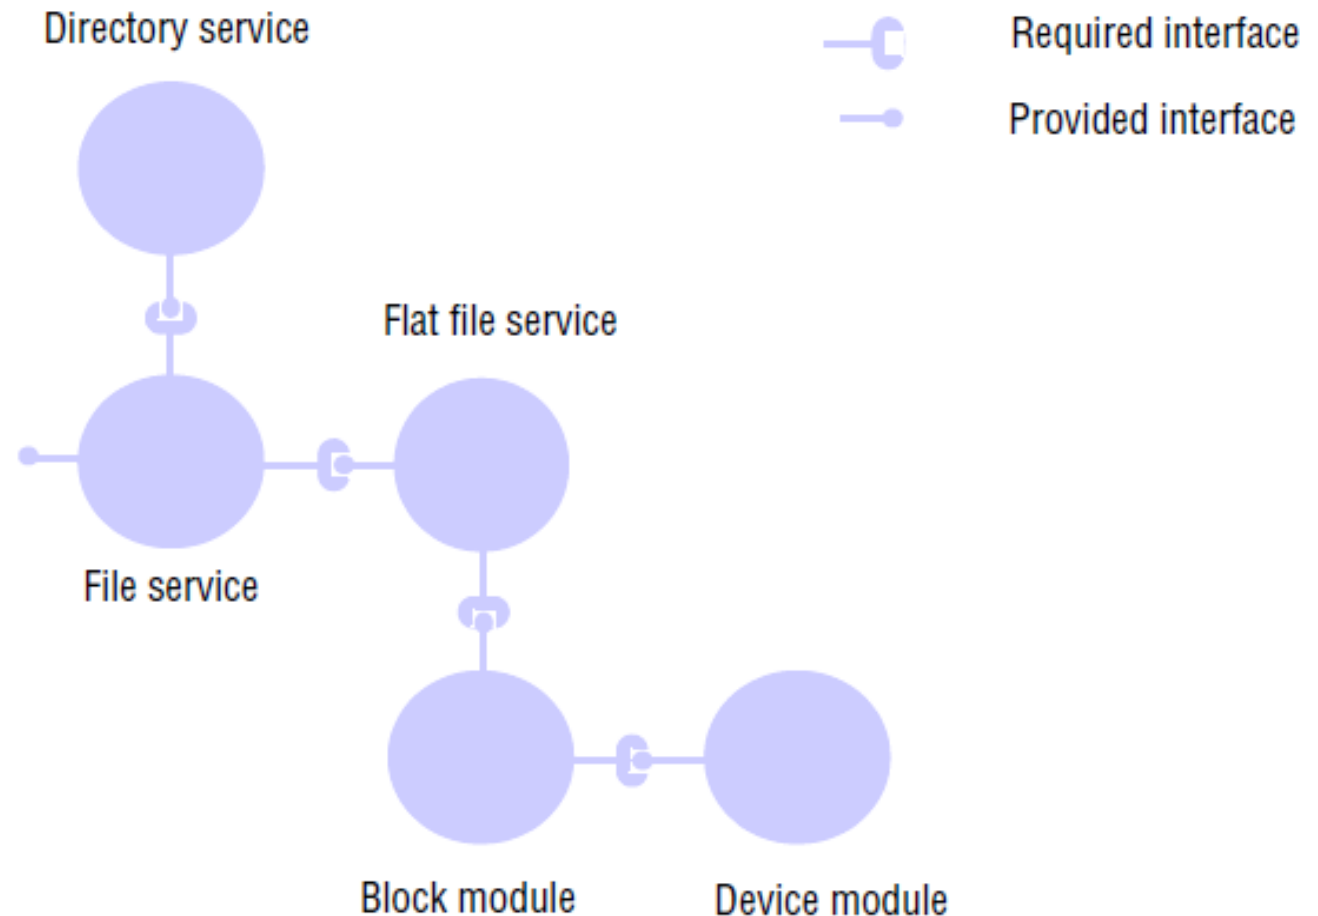 Directory service
Required interface
Provided interface
Flat file service
File service
Block module
Device module